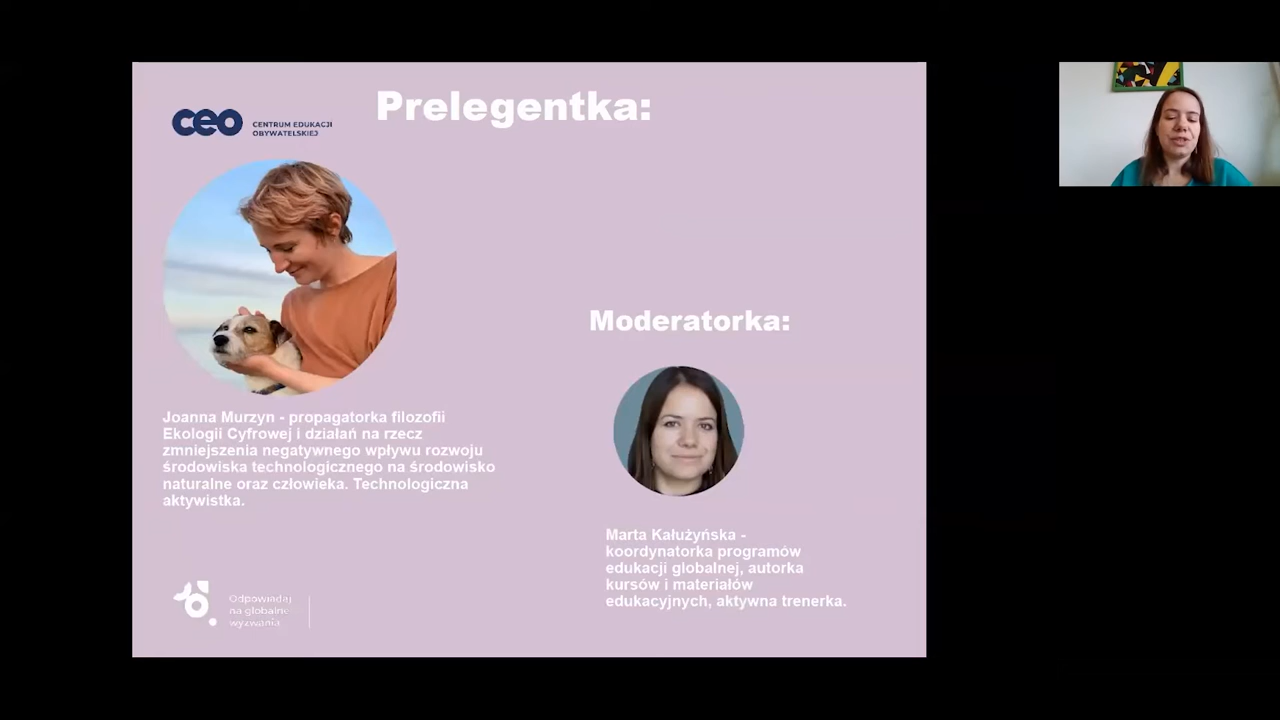 Prelegentka:
ceo
CENTRUM EDUKACJI
OBYWATELSKIEJ
Joanna Murzyn - propagatorka filozofii
Ekologii Cyfrowej i działań na rzecz
zmniejszenia negatywnego wpływu rozwoju
środowiska technologicznego na środowisko
naturalne oraz człowieka. Technologiczna
aktywistka.
Moderatorka:
Marta Kałużyńska -
koordynatorka programów
edukacji globalnej, autorka
kursów i materiałów
edukacyjnych, aktywna trenerka.
Odpowiadaj
na globalne
wyzwania